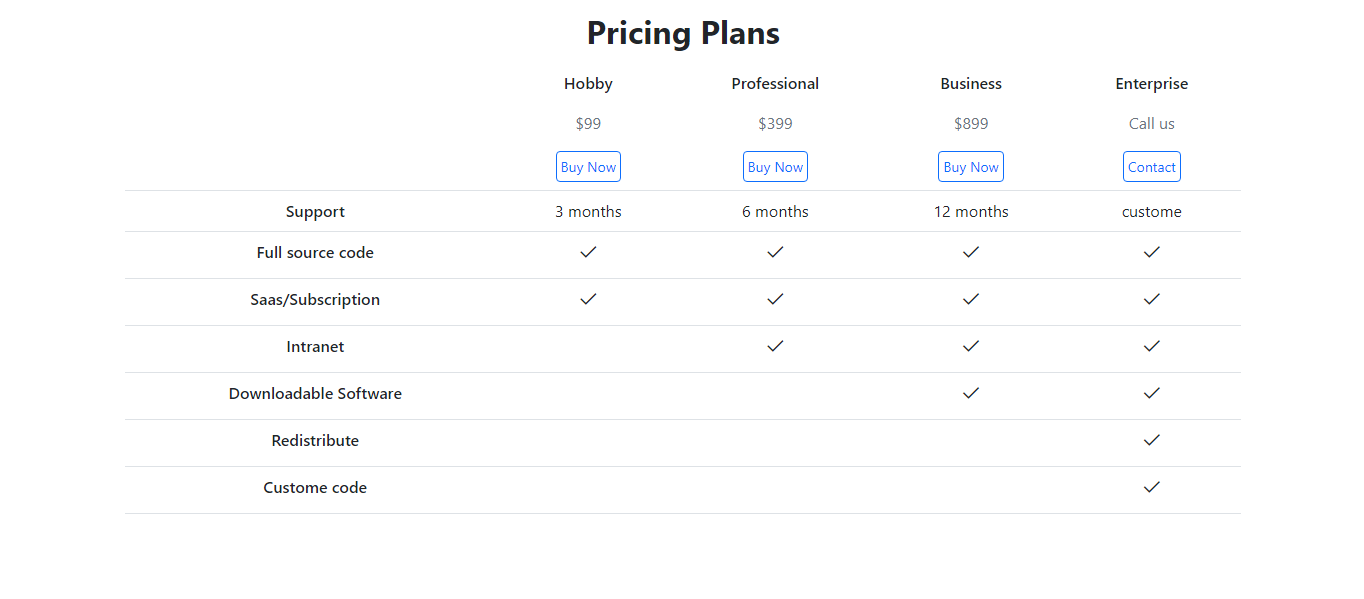 Pricing Plans
Hobby Professional Business Enterprise
$99 $399 $899 Call us
Buy Now Buy Now Buy Now Contact
Support 3 months 6 months 12 months custome
Full source code
Saas/Subscription
Intranet
Downloadable Software
Redistribute
Custome code